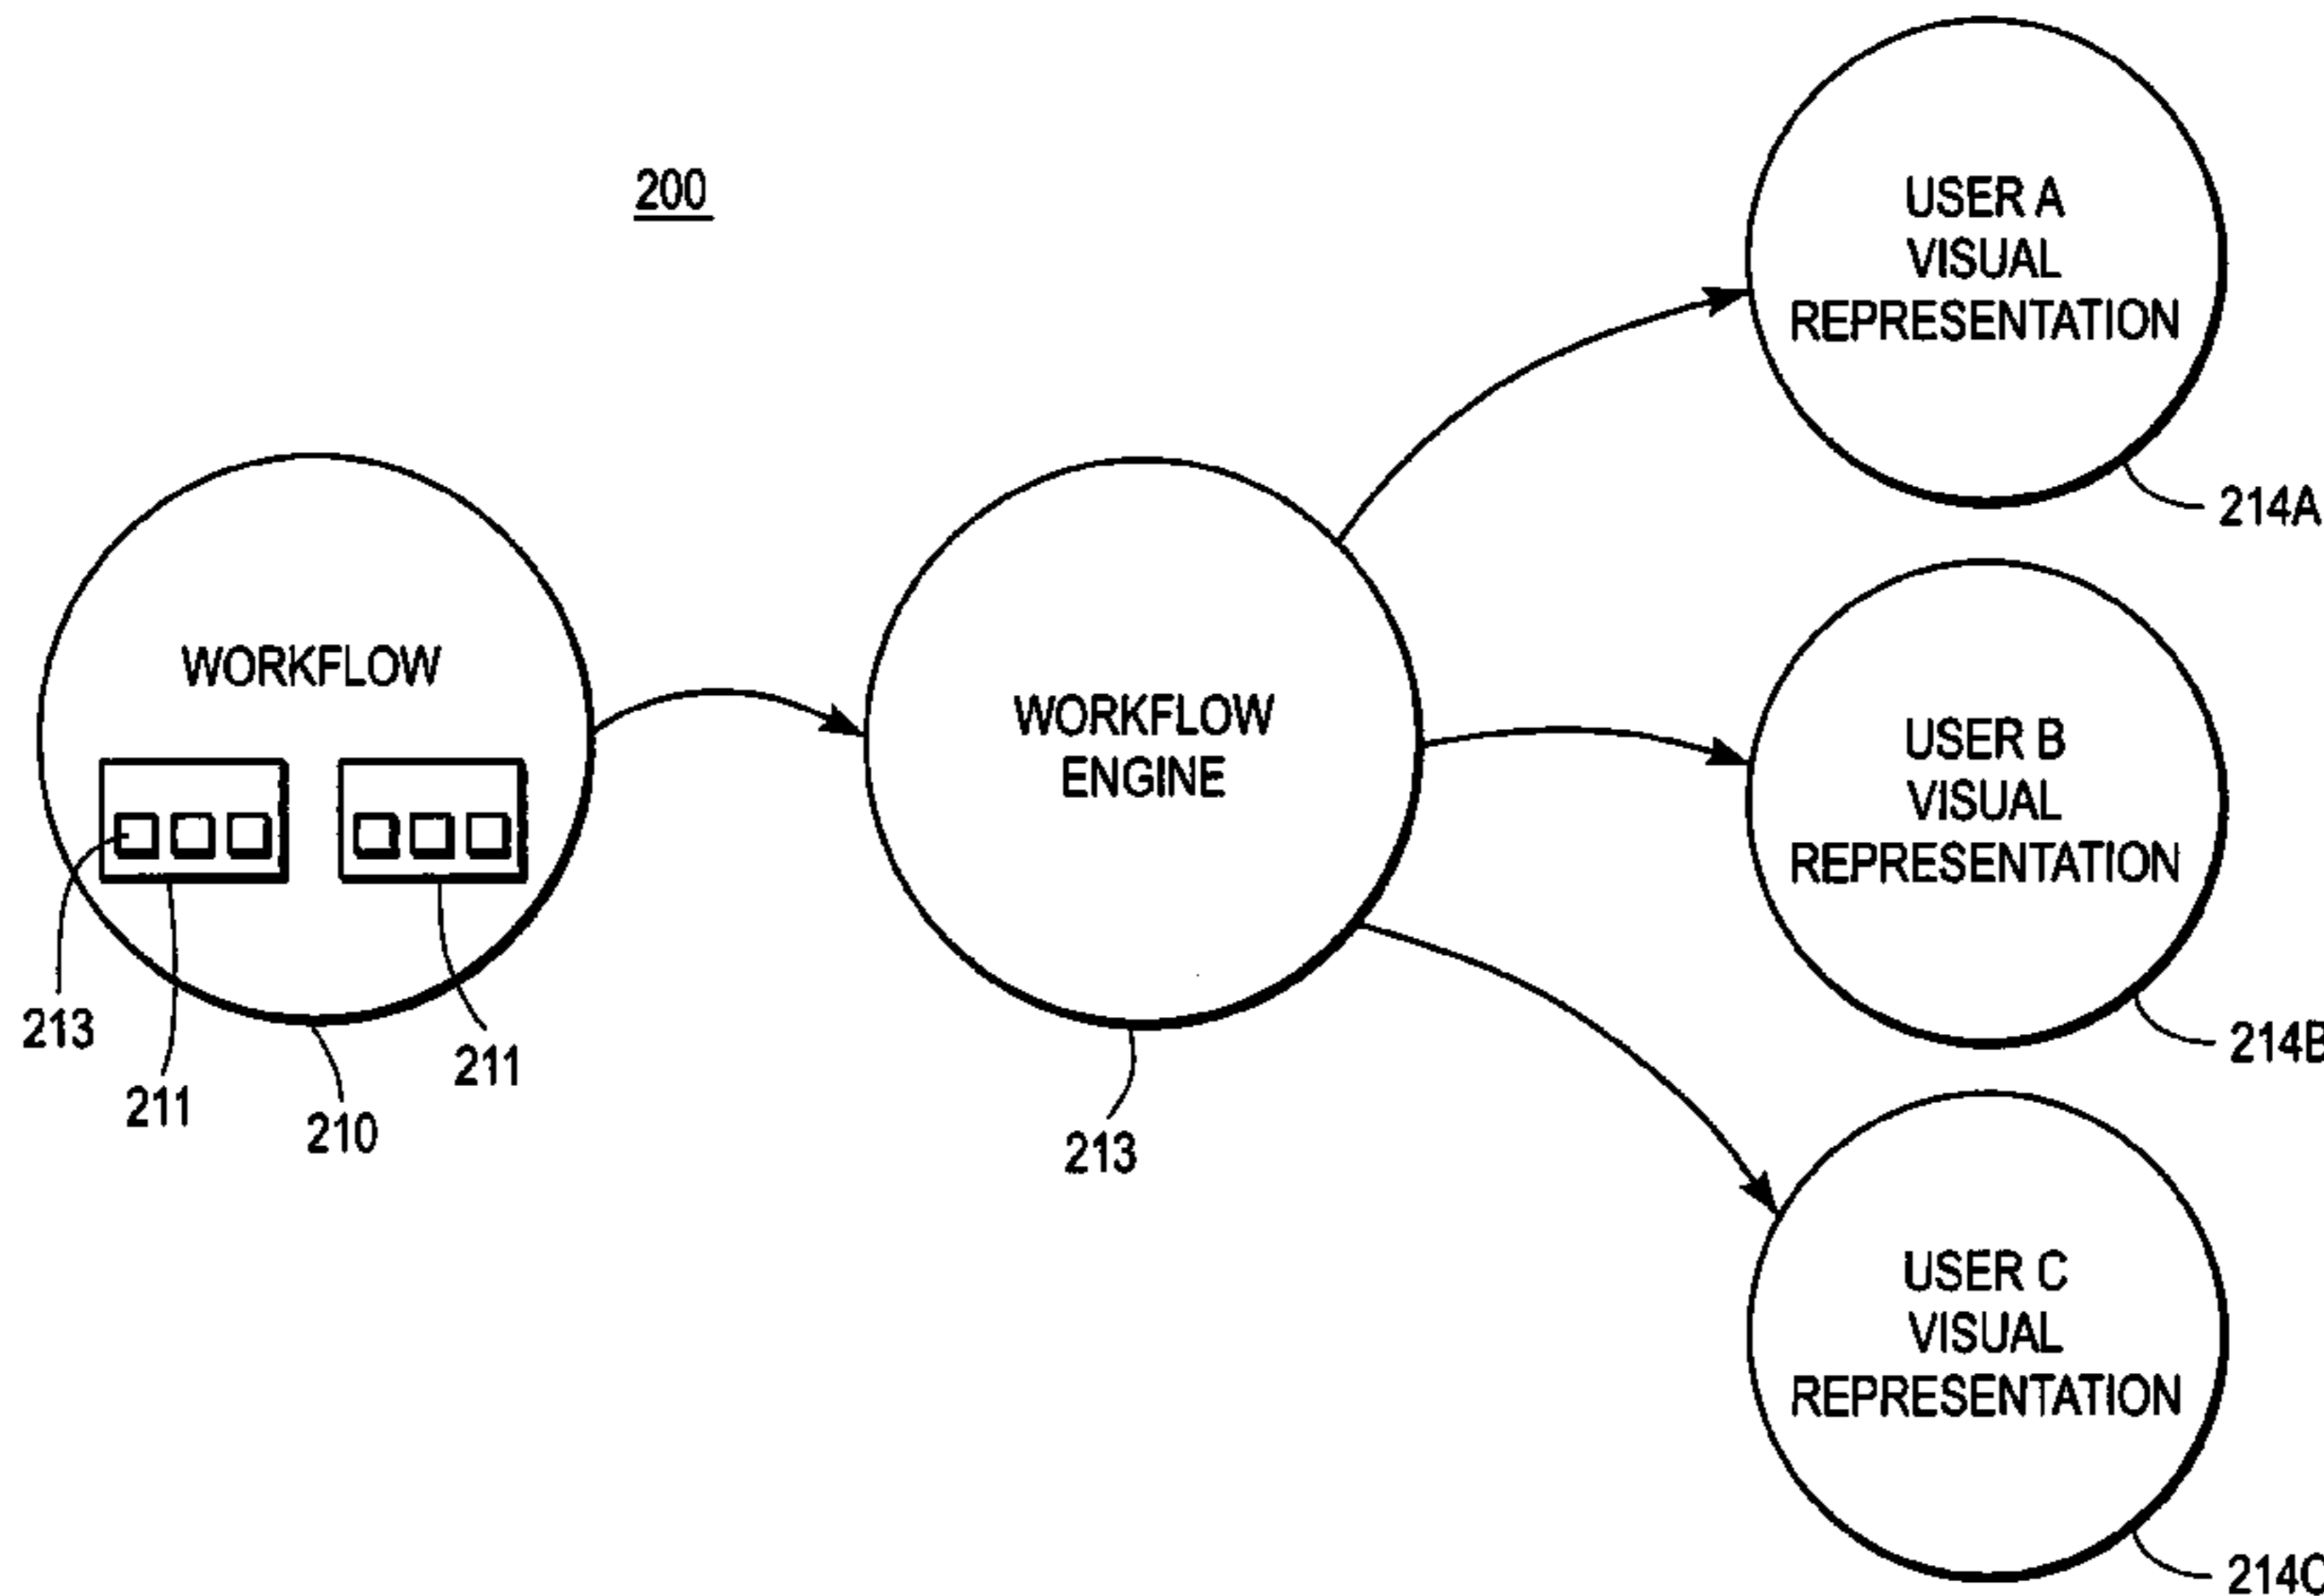 200
USER A
VISUAL
REPRESENTATION
214A
WORKFLOW
WORKFLOW
ENGINE
USER B
VISUAL
REPRESENTATION
213
211
210
211
213
214B
USER C
VISUAL
REPRESENTATION
214C